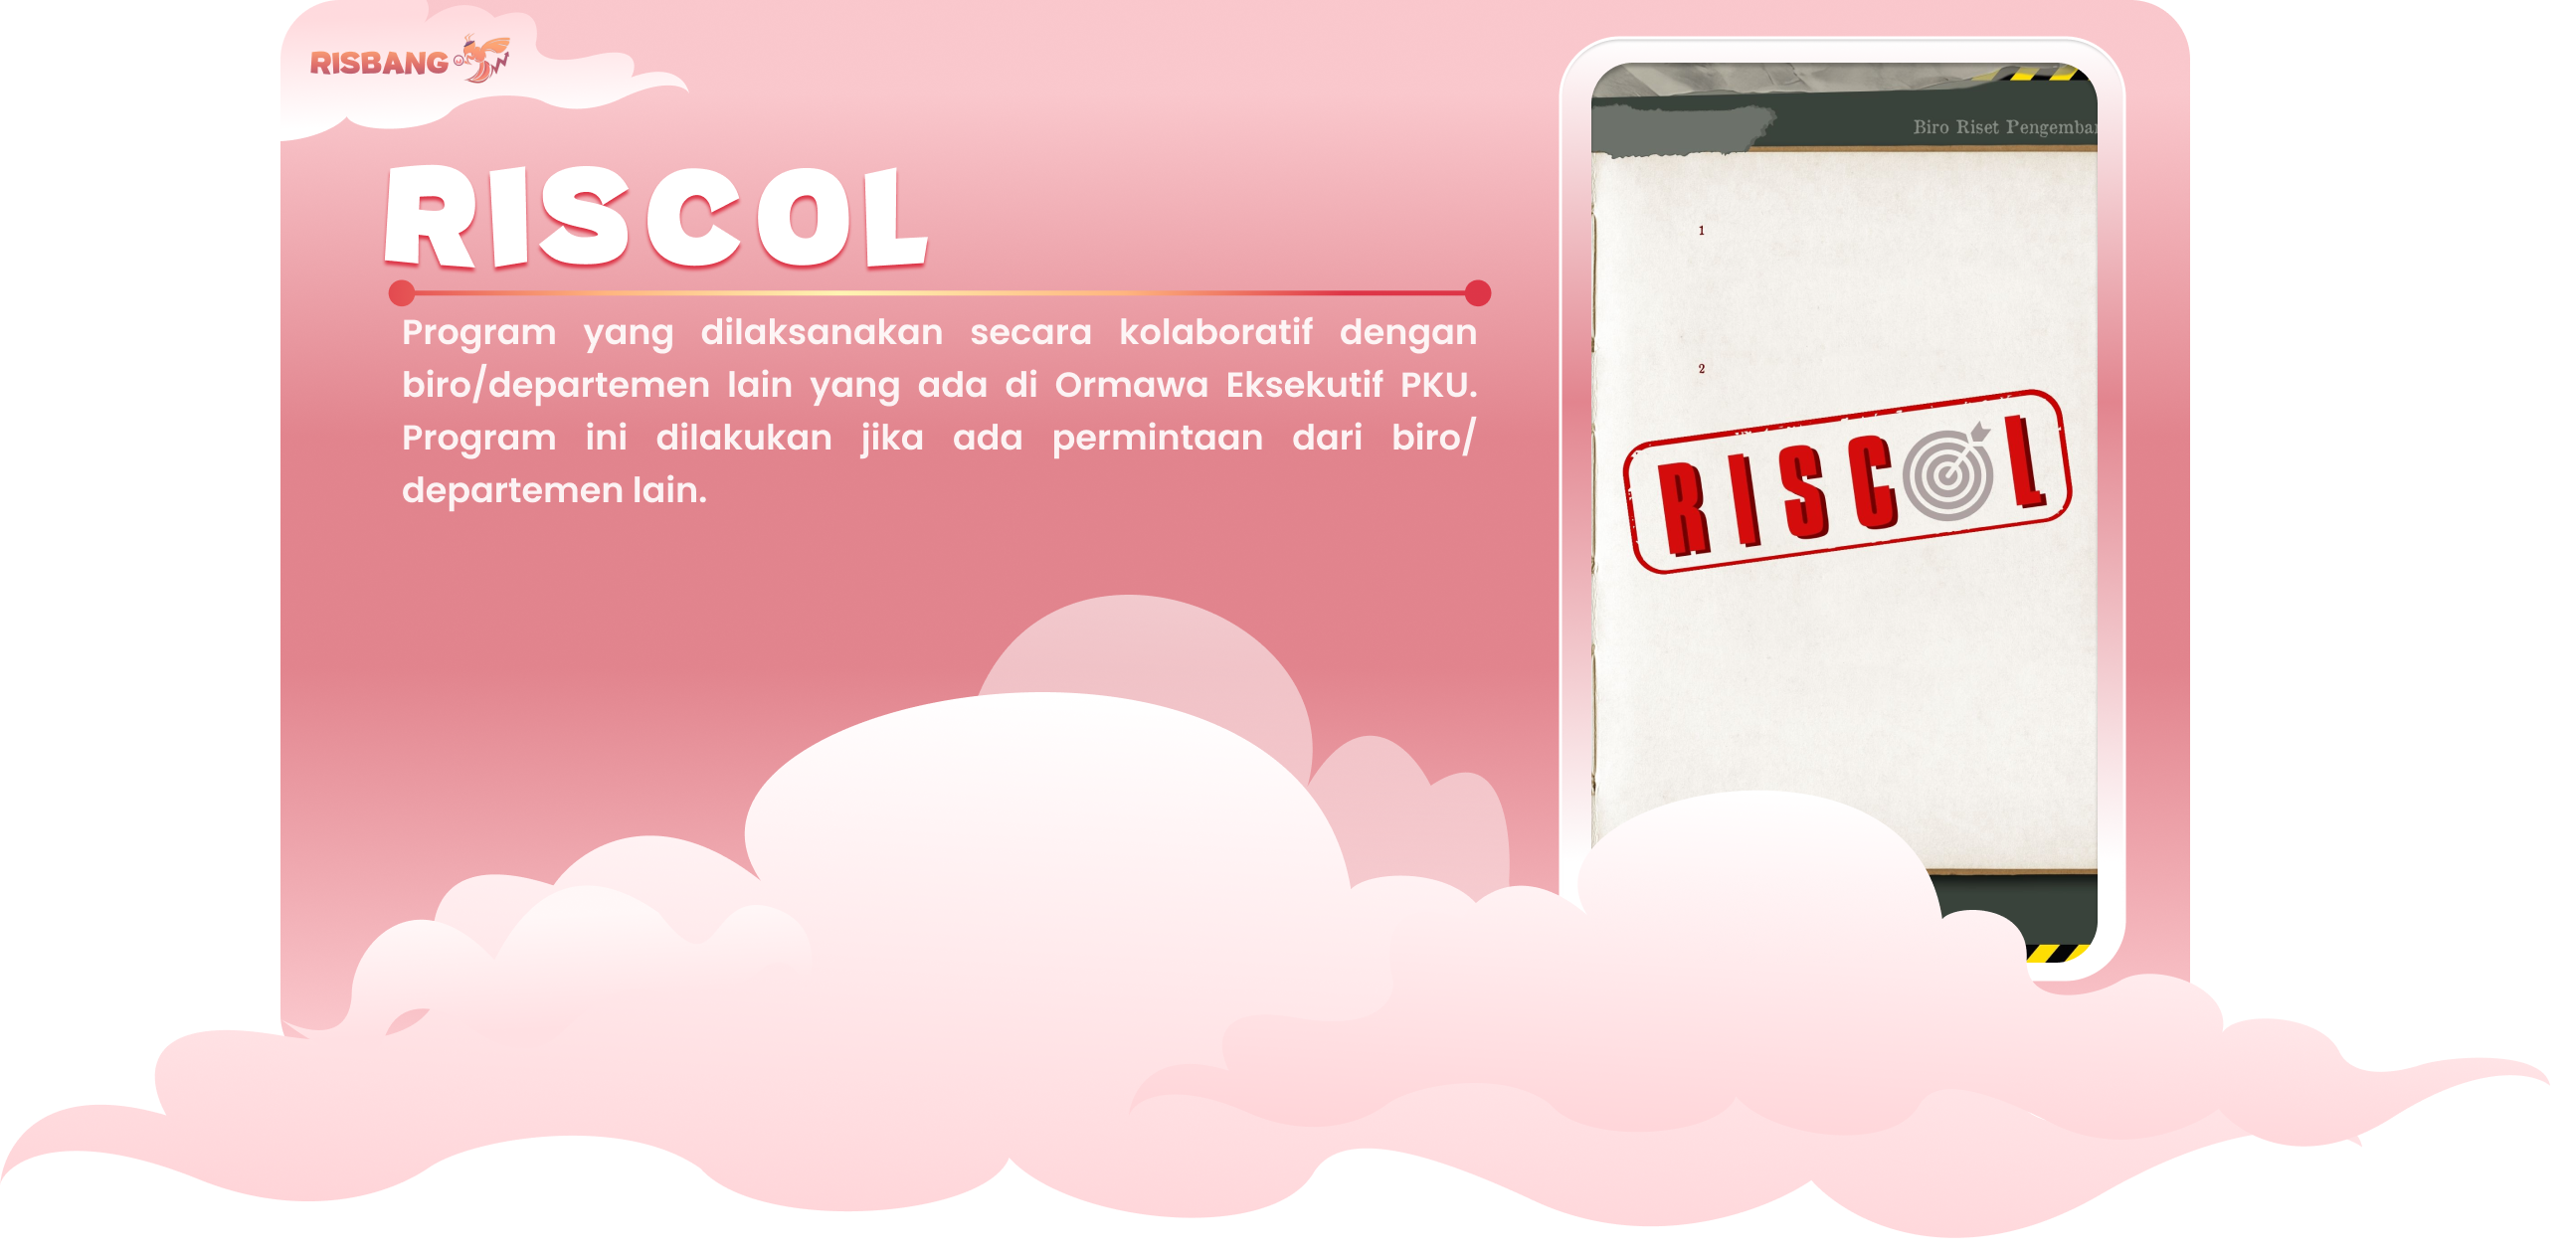 RISBANG
RISCOL
Program yang dilaksanakan secara kolaboratif dengan
biro/departemen lain yang ada di Ormawa Eksekutif PKU.
Program ini dilakukan jika ada permintaan dari biro/
departemen lain.
Biro Riset Pengemban
1
2
RISCOL